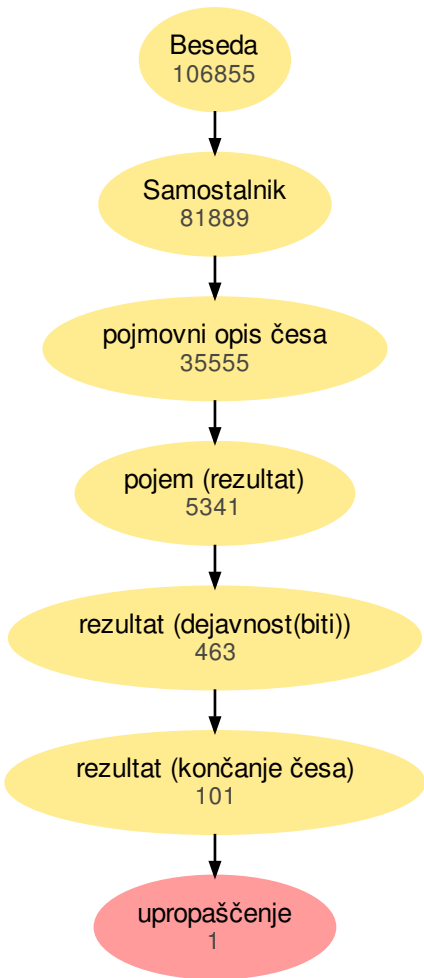 Beseda
106855
Samostalnik
81889
pojmovni opis česa
35555
pojem (rezultat)
5341
rezultat (dejavnost(biti))
463
rezultat (končanje česa)
101
upropaščenje
1